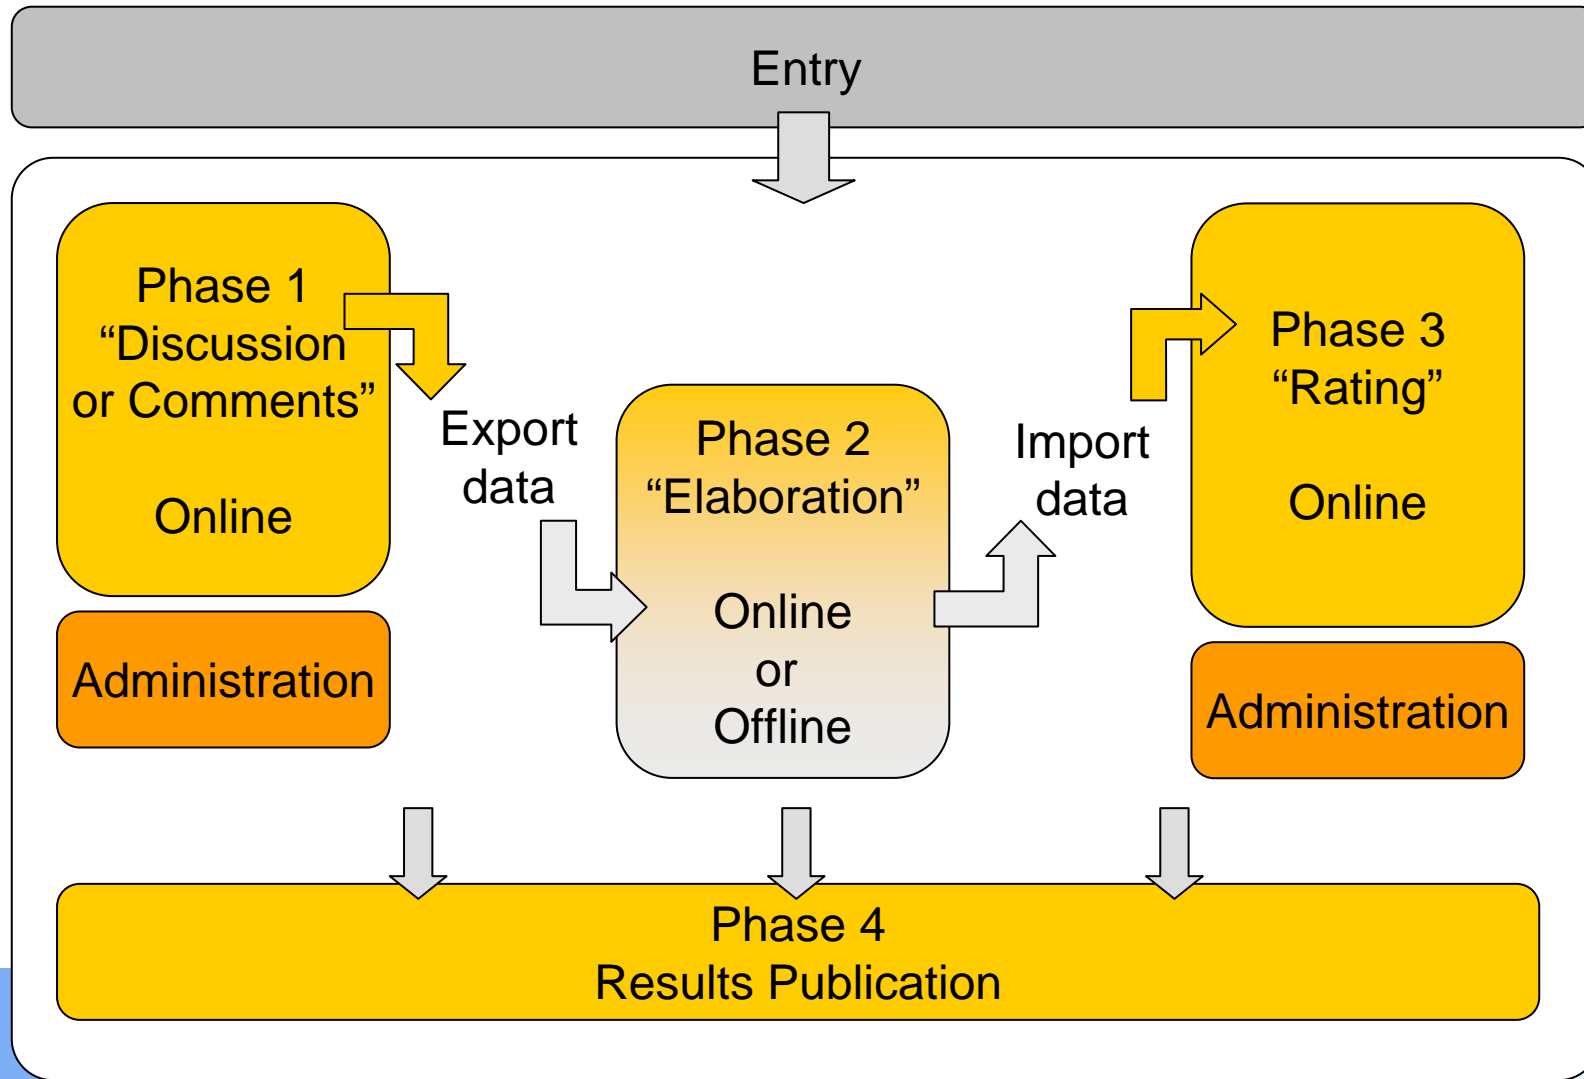 Entry
Phase 1
“Discussion
or Comments”
Online
Administration
Export
data
Phase 2
“Elaboration”
Online
or
Offline
Import
data
Phase 3
“Rating”
Online
Administration
Phase 4
Results Publication